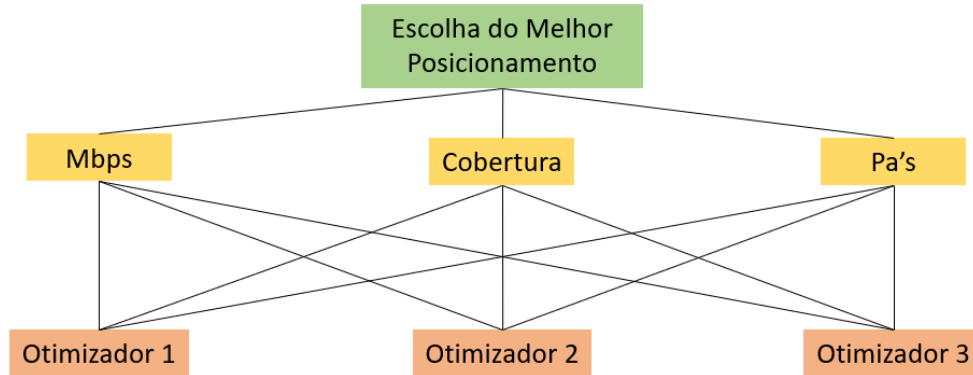 Escolha do Melhor
Posicionamento
Mbps
Cobertura
Pa's
Otimizador 1
Otimizador 2
Otimizador 3